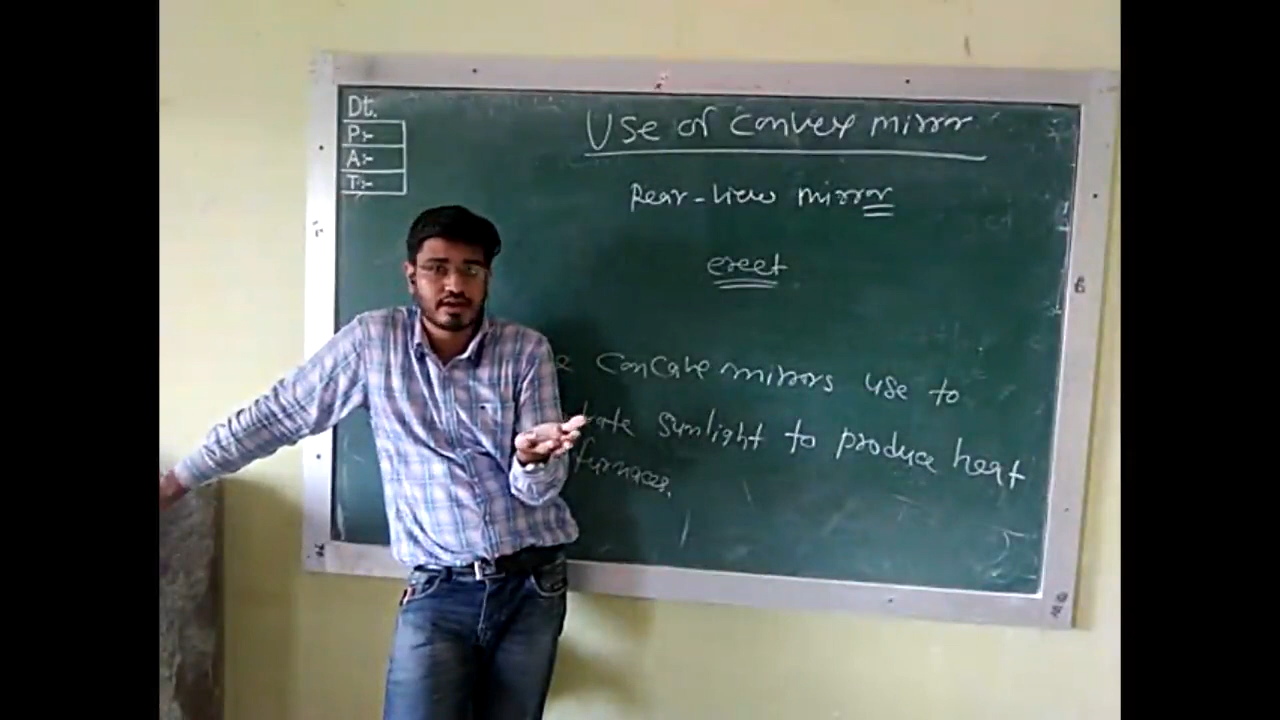 Dt.
P:-
A:-
T:-
Use of convex mirror
Rear-view mirror
erect
concave mirrors use to
sunlight to produce heat
furnaces.